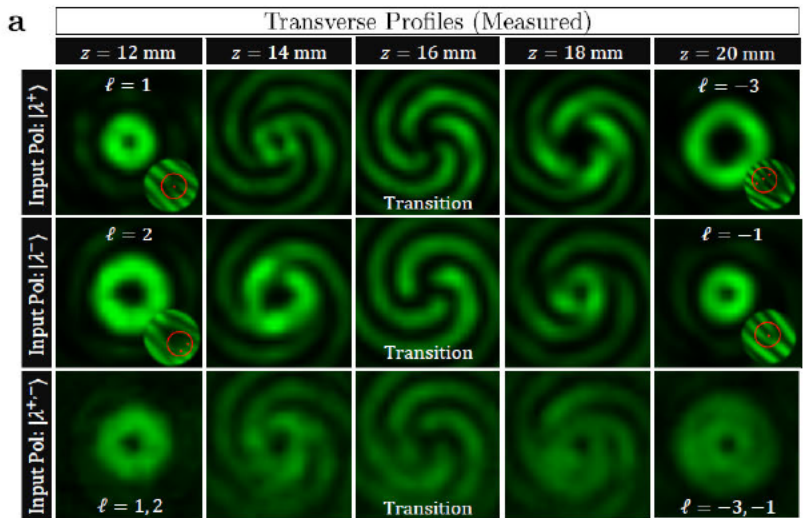 a
Transverse Profiles (Measured)
z = 12 mm
z = 14 mm
z = 16 mm
z = 18 mm
z = 20 mm
Input Pol: |λ⁺⟩
ℓ = 1
Transition
ℓ = −3
Input Pol: |λ⁻⟩
ℓ = 2
Transition
ℓ = −1
Input Pol: |λ⁺,⁻⟩
ℓ = 1, 2
Transition
ℓ = −3, −1